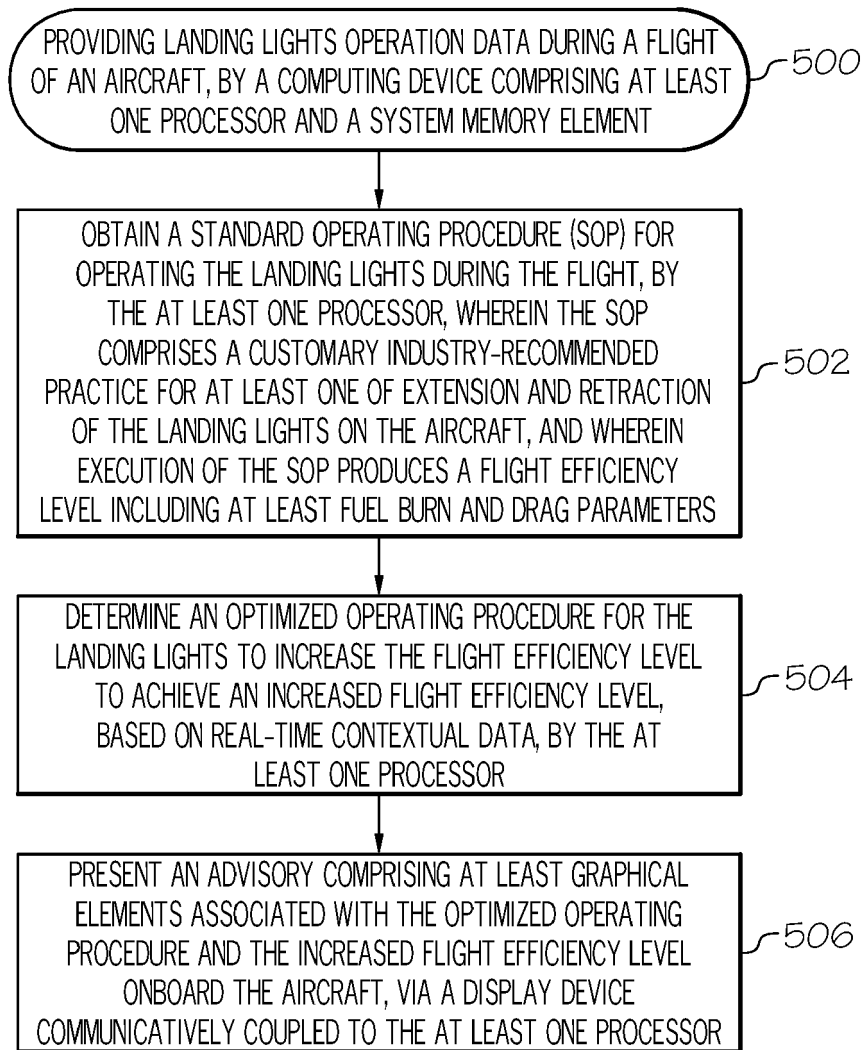 PROVIDING LANDING LIGHTS OPERATION DATA DURING A FLIGHT
OF AN AIRCRAFT, BY A COMPUTING DEVICE COMPRISING AT LEAST
ONE PROCESSOR AND A SYSTEM MEMORY ELEMENT
500
OBTAIN A STANDARD OPERATING PROCEDURE (SOP) FOR
OPERATING THE LANDING LIGHTS DURING THE FLIGHT, BY
THE AT LEAST ONE PROCESSOR, WHEREIN THE SOP
COMPRISES A CUSTOMARY INDUSTRY-RECOMMENDED
PRACTICE FOR AT LEAST ONE OF EXTENSION AND RETRACTION
OF THE LANDING LIGHTS ON THE AIRCRAFT, AND WHEREIN
EXECUTION OF THE SOP PRODUCES A FLIGHT EFFICIENCY
LEVEL INCLUDING AT LEAST FUEL BURN AND DRAG PARAMETERS
502
DETERMINE AN OPTIMIZED OPERATING PROCEDURE FOR THE
LANDING LIGHTS TO INCREASE THE FLIGHT EFFICIENCY LEVEL
TO ACHIEVE AN INCREASED FLIGHT EFFICIENCY LEVEL,
BASED ON REAL-TIME CONTEXTUAL DATA, BY THE AT
LEAST ONE PROCESSOR
504
PRESENT AN ADVISORY COMPRISING AT LEAST GRAPHICAL
ELEMENTS ASSOCIATED WITH THE OPTIMIZED OPERATING
PROCEDURE AND THE INCREASED FLIGHT EFFICIENCY LEVEL
ONBOARD THE AIRCRAFT, VIA A DISPLAY DEVICE
COMMUNICATIVELY COUPLED TO THE AT LEAST ONE PROCESSOR
506